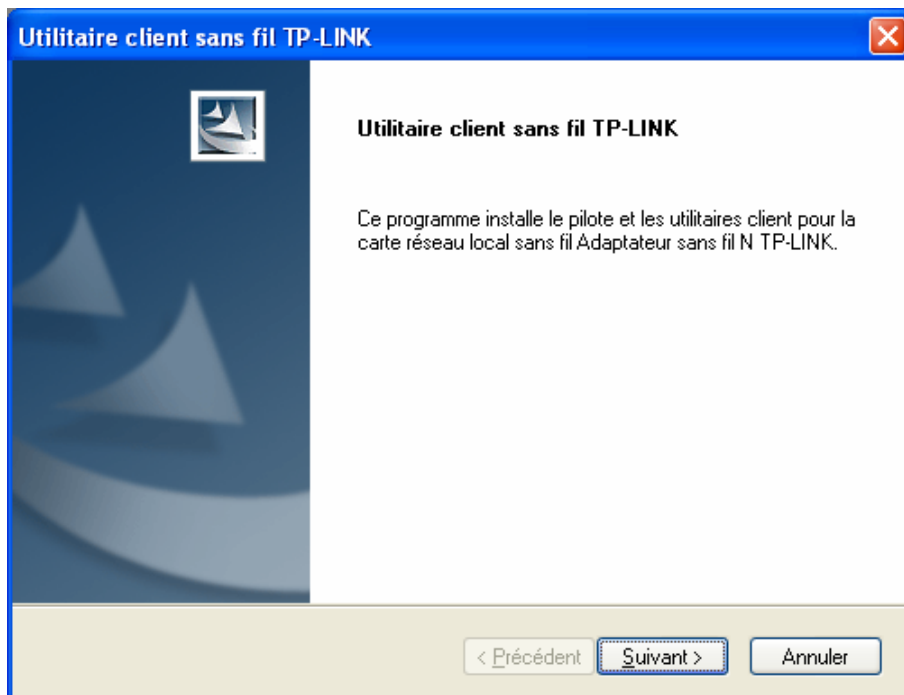 Utilitaire client sans fil TP-LINK
Utilitaire client sans fil TP-LINK
Ce programme installe le pilote et les utilitaires client pour la
carte réseau local sans fil Adaptateur sans fil N TP-LINK.
< Précédent Suivant > Annuler